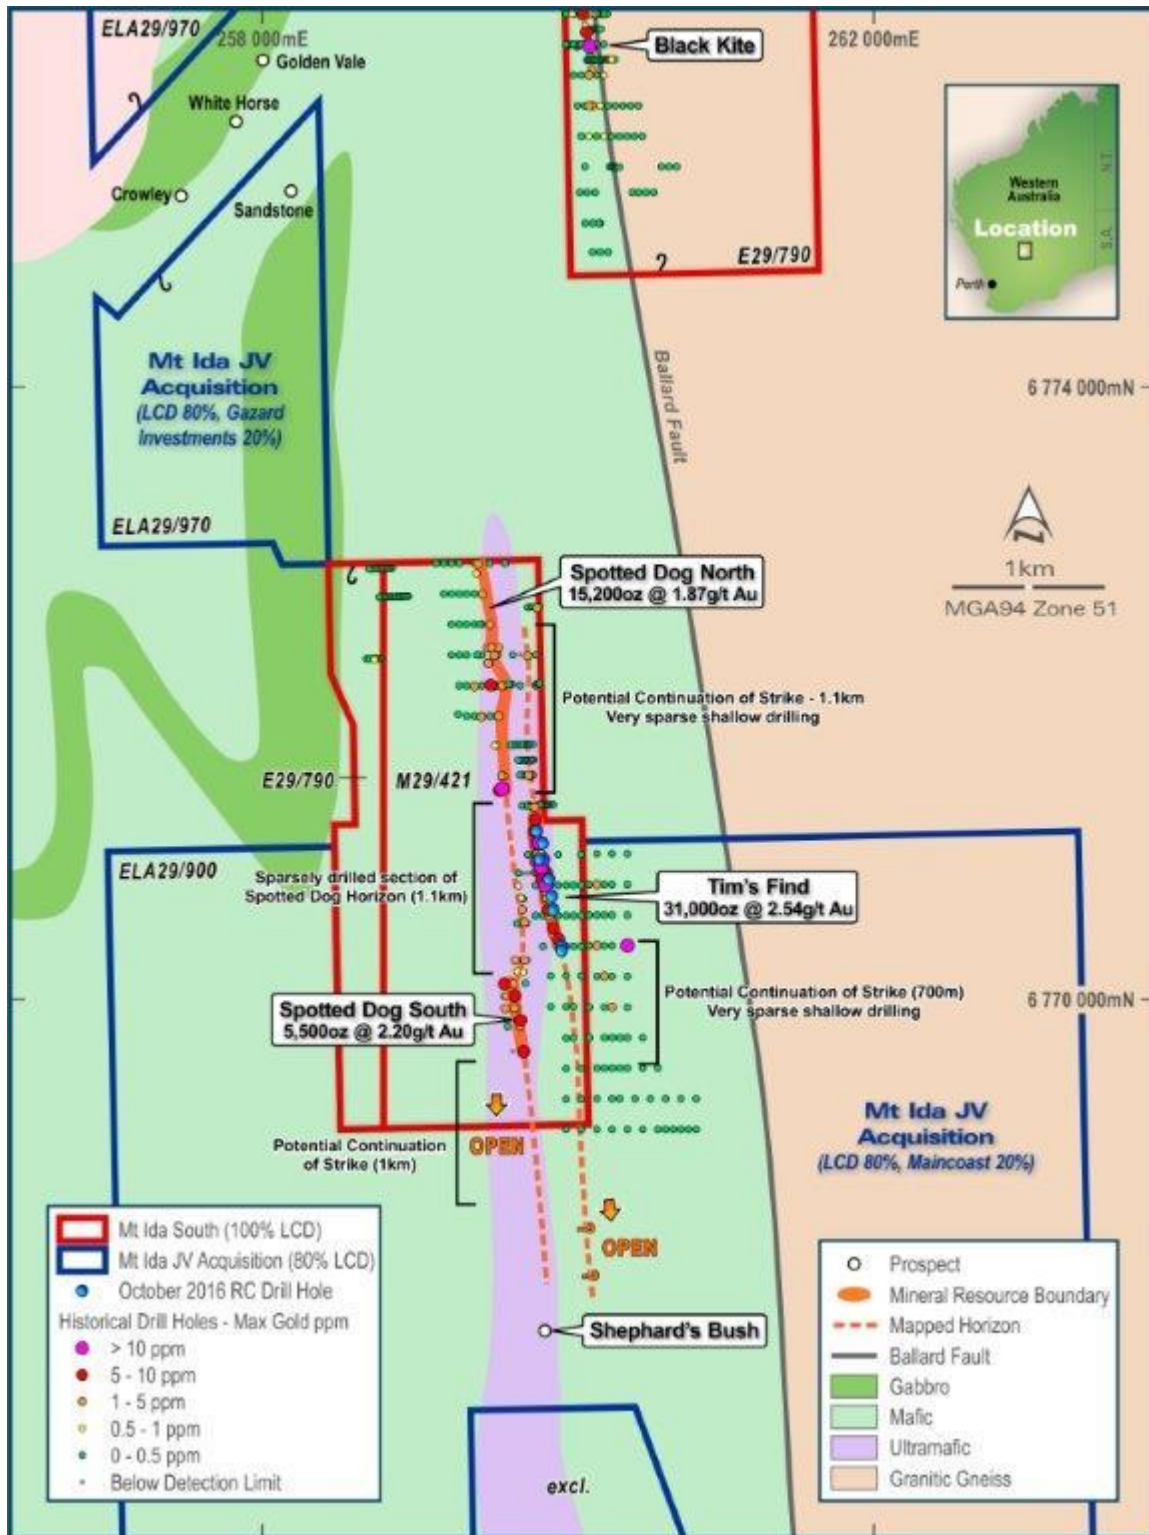 ELA29/970
258 000mE
262 000mE
Golden Vale
Black Kite
White Horse
Crowley
Sandstone
Western
Australia
N.T.
S.A.
Location
Perth
E29/790
Mt Ida JV
Acquisition
(LCD 80%, Gazard
Investments 20%)
Ballard Fault
6 774 000mN
ELA29/970
N
1km
MGA94 Zone 51
Spotted Dog North
15,200oz @ 1.87g/t Au
Potential Continuation of Strike - 1.1km
Very sparse shallow drilling
E29/790
M29/421
ELA29/900
Sparsely drilled section of
Spotted Dog Horizon (1.1km)
Tim's Find
31,000oz @ 2.54g/t Au
Potential Continuation of Strike (700m)
Very sparse shallow drilling
6 770 000mN
Spotted Dog South
5,500oz @ 2.20g/t Au
Mt Ida JV
Acquisition
(LCD 80%, Maincoast 20%)
Potential Continuation
of Strike (1km)
OPEN
OPEN
Shephard's Bush
excl.
Mt Ida South (100% LCD)
Mt Ida JV Acquisition (80% LCD)
October 2016 RC Drill Hole
Historical Drill Holes - Max Gold ppm
> 10 ppm
5 - 10 ppm
1 - 5 ppm
0.5 - 1 ppm
0 - 0.5 ppm
Below Detection Limit
Prospect
Mineral Resource Boundary
Mapped Horizon
Ballard Fault
Gabbro
Mafic
Ultramafic
Granitic Gneiss